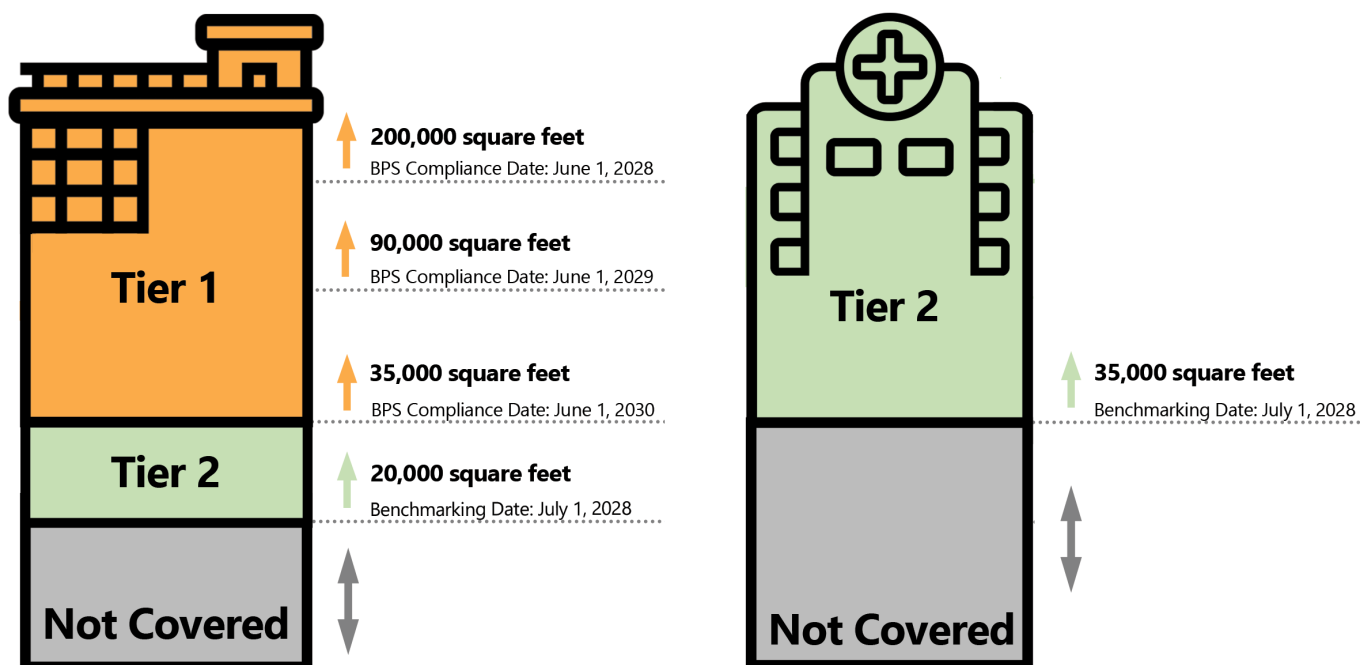 200,000 square feet
BPS Compliance Date: June 1, 2028
90,000 square feet
BPS Compliance Date: June 1, 2029
Tier 1
35,000 square feet
BPS Compliance Date: June 1, 2030
Tier 2
20,000 square feet
Benchmarking Date: July 1, 2028
Not Covered
Tier 2
35,000 square feet
Benchmarking Date: July 1, 2028
Not Covered